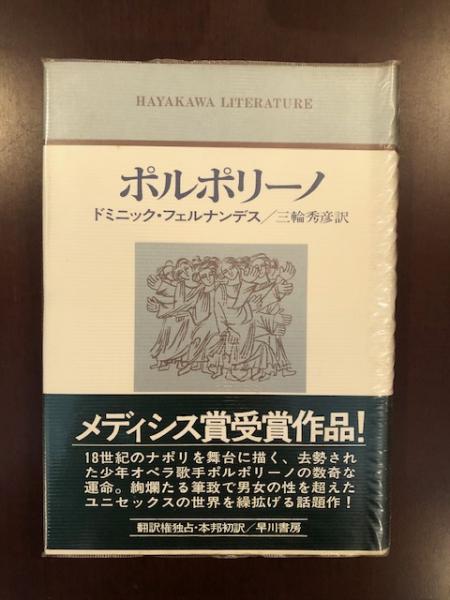 HAYAKAWA LITERATURE
ポルポリーノ
ドミニック・フェルナンデス／三輪秀彦訳
メディシス賞受賞作品!
18世紀のナポリを舞台に描く、去勢され
た少年オペラ歌手ポルポリーノの数奇な
運命。絢爛たる筆致で男女の性を超えた
ユニセックスの世界を繰拡げる話題作！
翻訳権独占・本邦初訳／早川書房